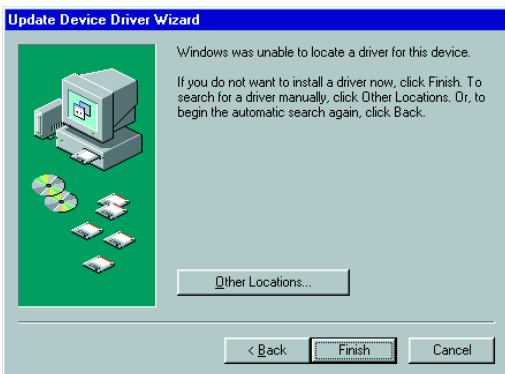 Update Device Driver Wizard
Windows was unable to locate a driver for this device.
If you do not want to install a driver now, click Finish. To
search for a driver manually, click Other Locations. Or, to
begin the automatic search again, click Back.
Other Locations...
< Back
Finish
Cancel